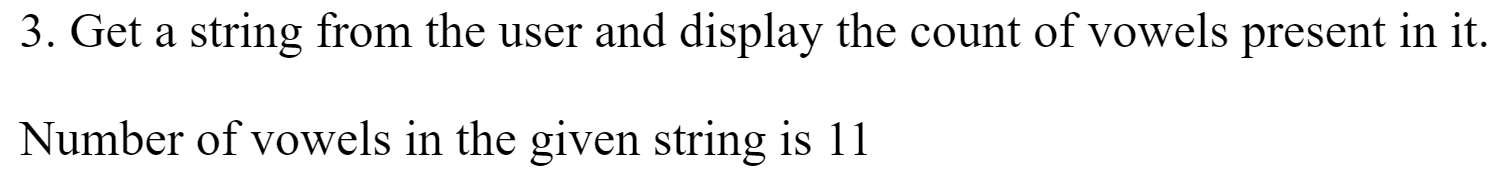 3. Get a string from the user and display the count of vowels present in it.
Number of vowels in the given string is 11